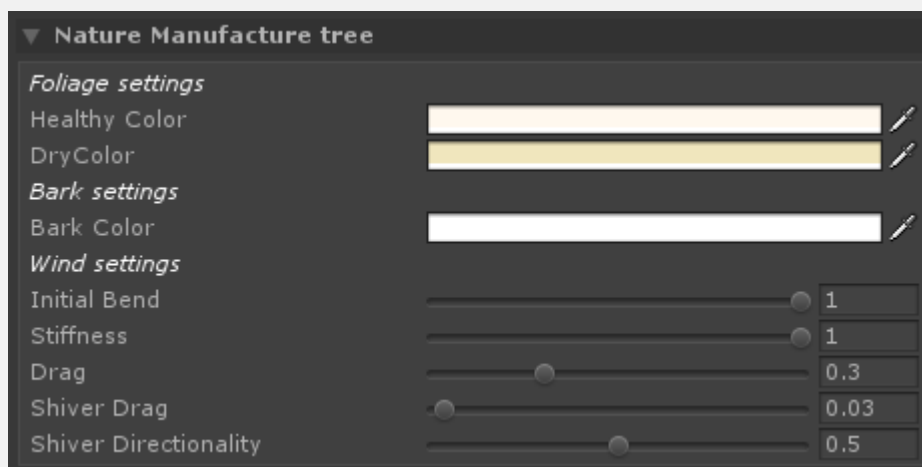 Nature Manufacture tree
Foliage settings
Healthy Color
DryColor
Bark settings
Bark Color
Wind settings
Initial Bend 1
Stiffness 1
Drag 0.3
Shiver Drag 0.03
Shiver Directionality 0.5